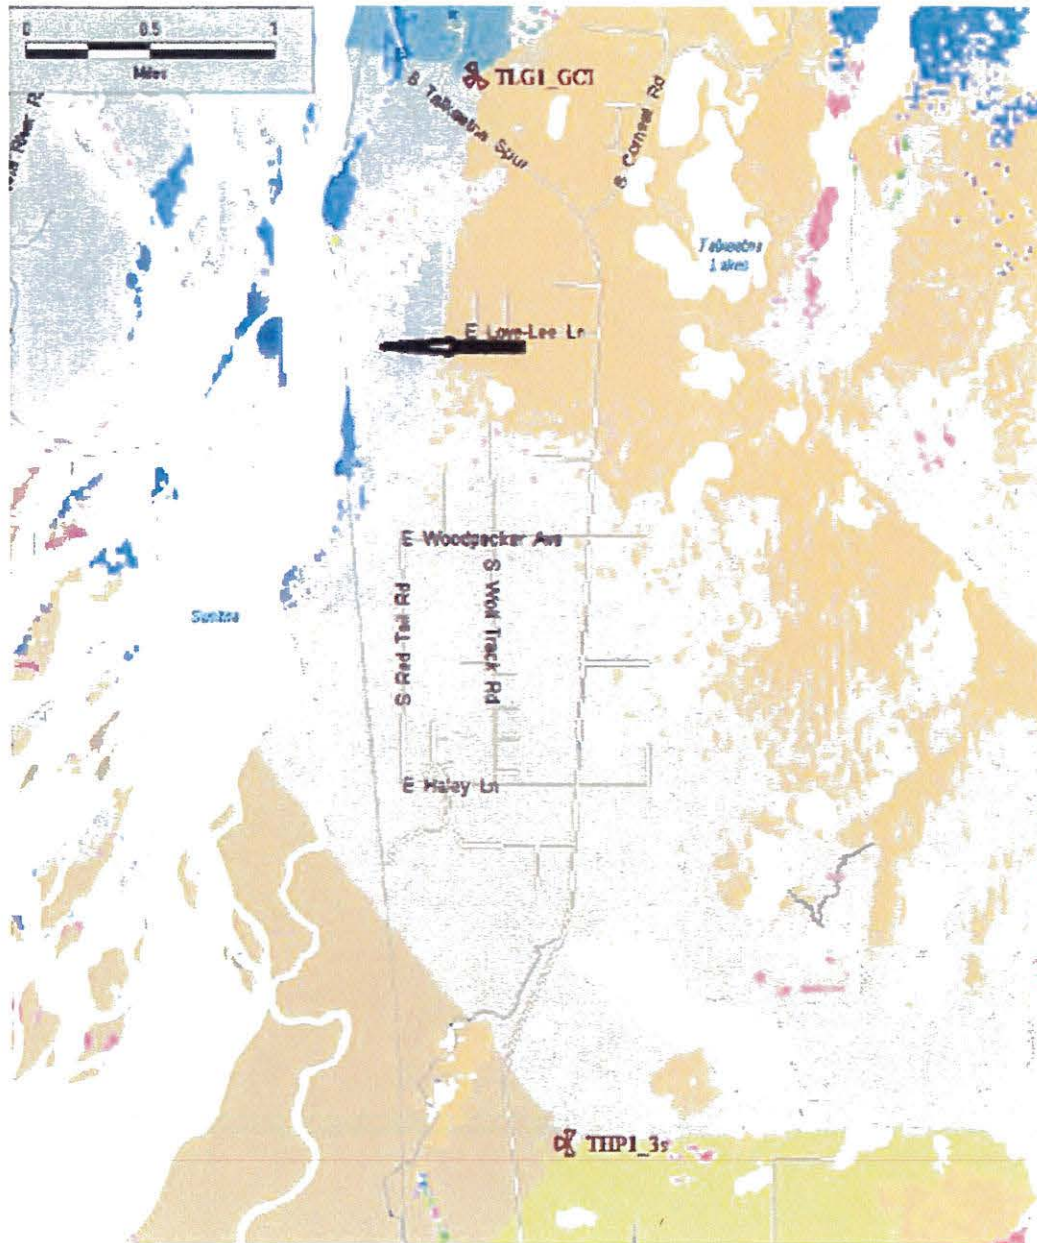 0 0.5 1
Miles
TLG1_GCI
S Talkeetna Spur
S Comsat Rd
River R
Talkeetna
Lakes
E Love-Lee Ln
E Woodpecker Ave
S Red Tail Rd
S Wolf Track Rd
Susitna
E Haley Ln
THP1_3s